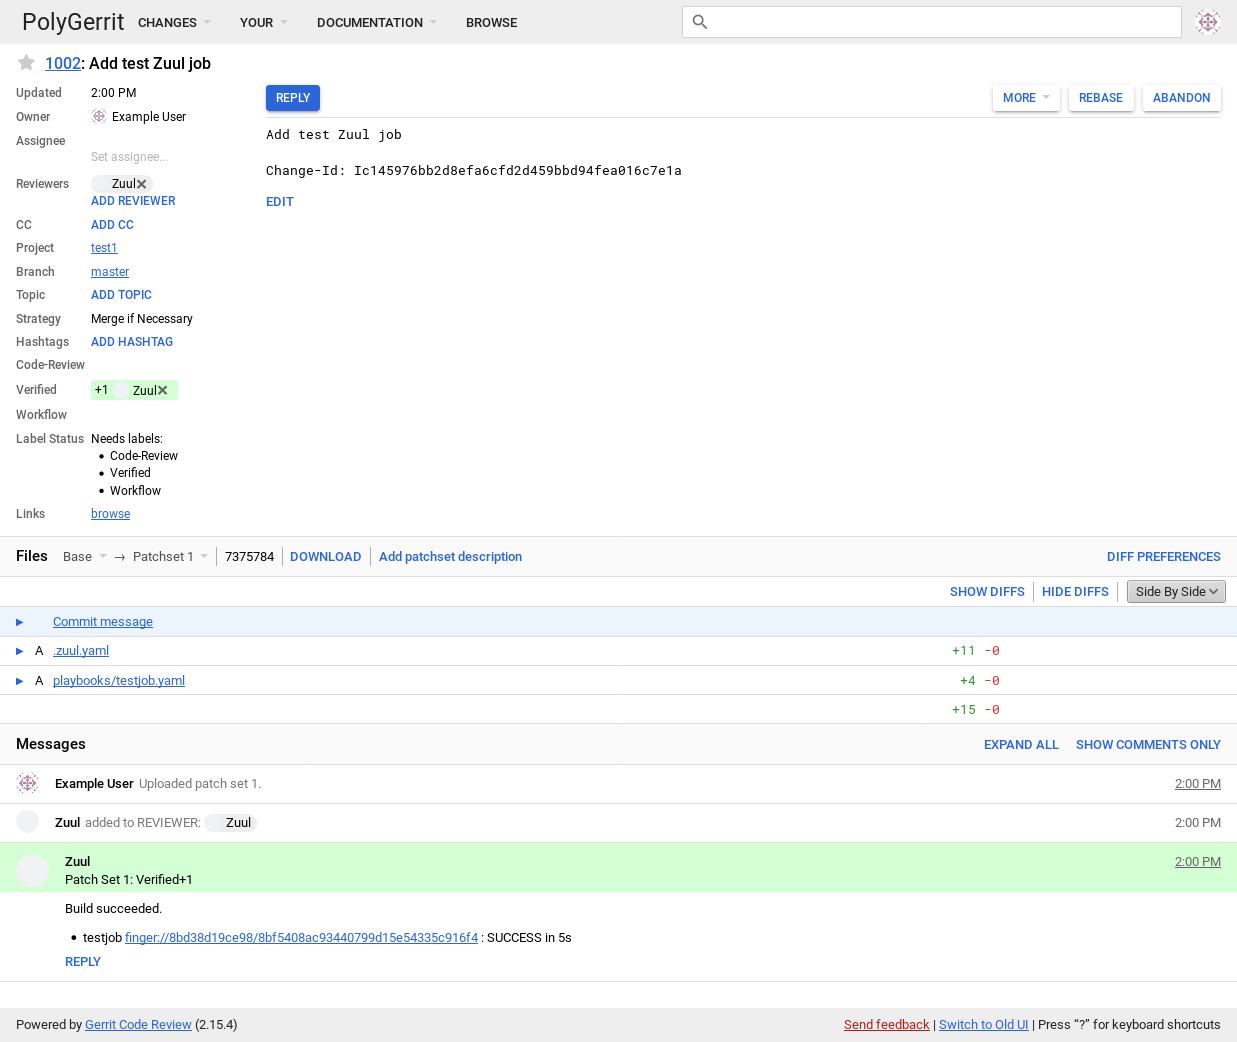 PolyGerrit CHANGES YOUR DOCUMENTATION BROWSE
1002: Add test Zuul job
Updated 2:00 PM
Owner Example User
Assignee
Set assignee...
Reviewers Zuul
ADD REVIEWER
CC ADD CC
Project test1
Branch master
Topic ADD TOPIC
Strategy Merge if Necessary
Hashtags ADD HASHTAG
Code-Review
Verified +1 Zuul
Workflow
Label Status Needs labels:
• Code-Review
• Verified
• Workflow
Links browse
REPLY MORE REBASE ABANDON
Add test Zuul job
Change-Id: Ic145976bb2d8efa6cfd2d459bbd94fea016c7e1a
EDIT
Files Base → Patchset 1 7375784 DOWNLOAD Add patchset description DIFF PREFERENCES
SHOW DIFFS HIDE DIFFS Side By Side
Commit message
A .zuul.yaml +11 -0
A playbooks/testjob.yaml +4 -0
+15 -0
Messages EXPAND ALL SHOW COMMENTS ONLY
Example User Uploaded patch set 1. 2:00 PM
Zuul added to REVIEWER: Zuul 2:00 PM
Zuul 2:00 PM
Patch Set 1: Verified+1
Build succeeded.
• testjob finger://8bd38d19ce98/8bf5408ac93440799d15e54335c916f4 : SUCCESS in 5s
REPLY
Powered by Gerrit Code Review (2.15.4) Send feedback | Switch to Old UI | Press “?” for keyboard shortcuts